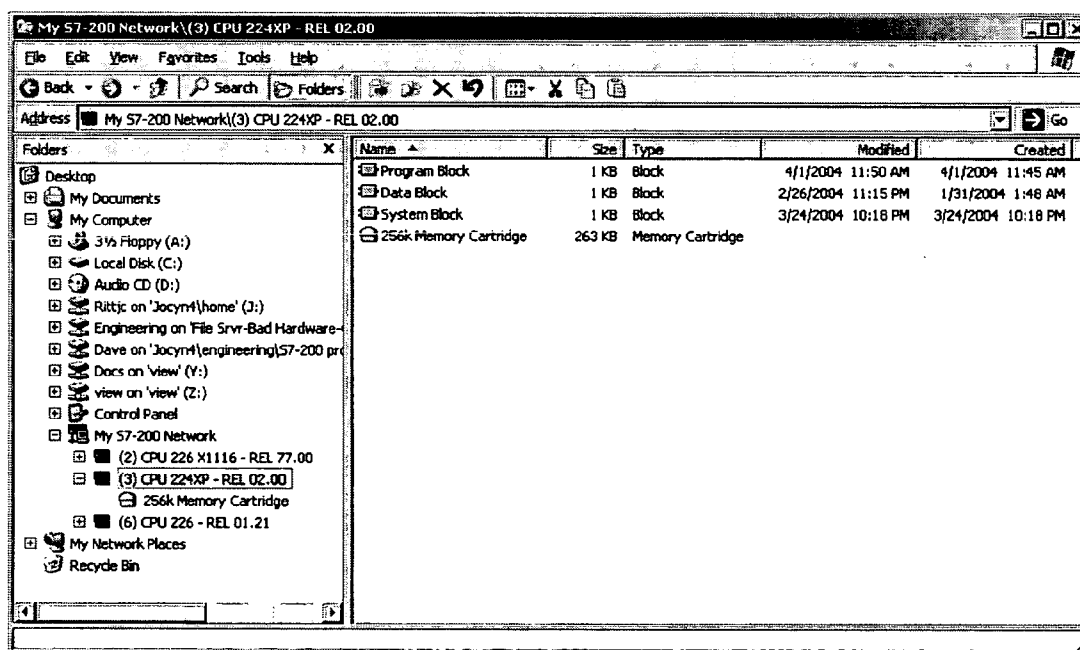 My S7-200 Network\(3) CPU 224XP - REL 02.00
File Edit View Favorites Tools Help
Back Search Folders
Address My S7-200 Network\(3) CPU 224XP - REL 02.00 Go
Folders x Name Size Type Modified Created
Desktop
My Documents
My Computer
3½ Floppy (A:)
Local Disk (C:)
Audio CD (D:)
Rittjc on 'Jocyn4\home' (J:)
Engineering on 'File Srvr-Bad Hardware-
Dave on 'Jocyn4\engineering\S7-200 pro
Docs on 'view' (Y:)
view on 'view' (Z:)
Control Panel
My S7-200 Network
(2) CPU 226 X1116 - REL 77.00
(3) CPU 224XP - REL 02.00
256k Memory Cartridge
(6) CPU 226 - REL 01.21
My Network Places
Recycle Bin
Program Block 1 KB Block 4/1/2004 11:50 AM 4/1/2004 11:45 AM
Data Block 1 KB Block 2/26/2004 11:15 PM 1/31/2004 1:48 AM
System Block 1 KB Block 3/24/2004 10:18 PM 3/24/2004 10:18 PM
256k Memory Cartridge 263 KB Memory Cartridge